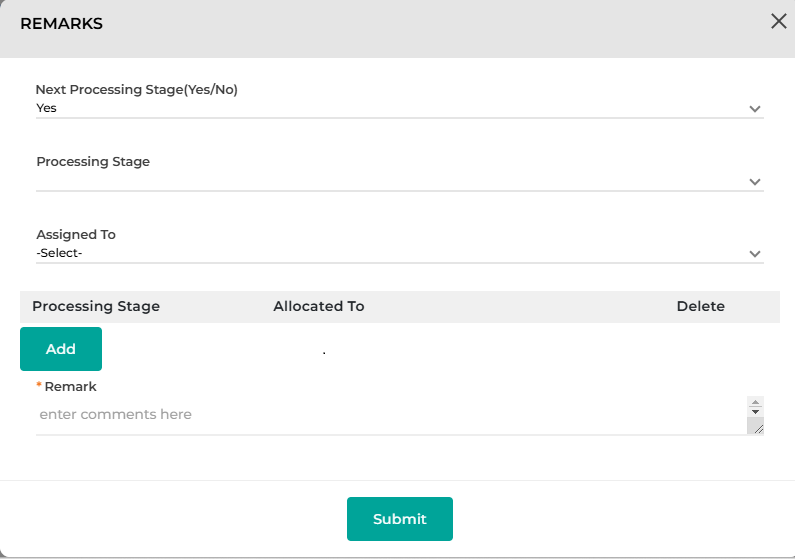 REMARKS
Next Processing Stage(Yes/No)
Yes
Processing Stage
Assigned To
-Select-
Processing Stage Allocated To Delete
Add .
* Remark
enter comments here
Submit